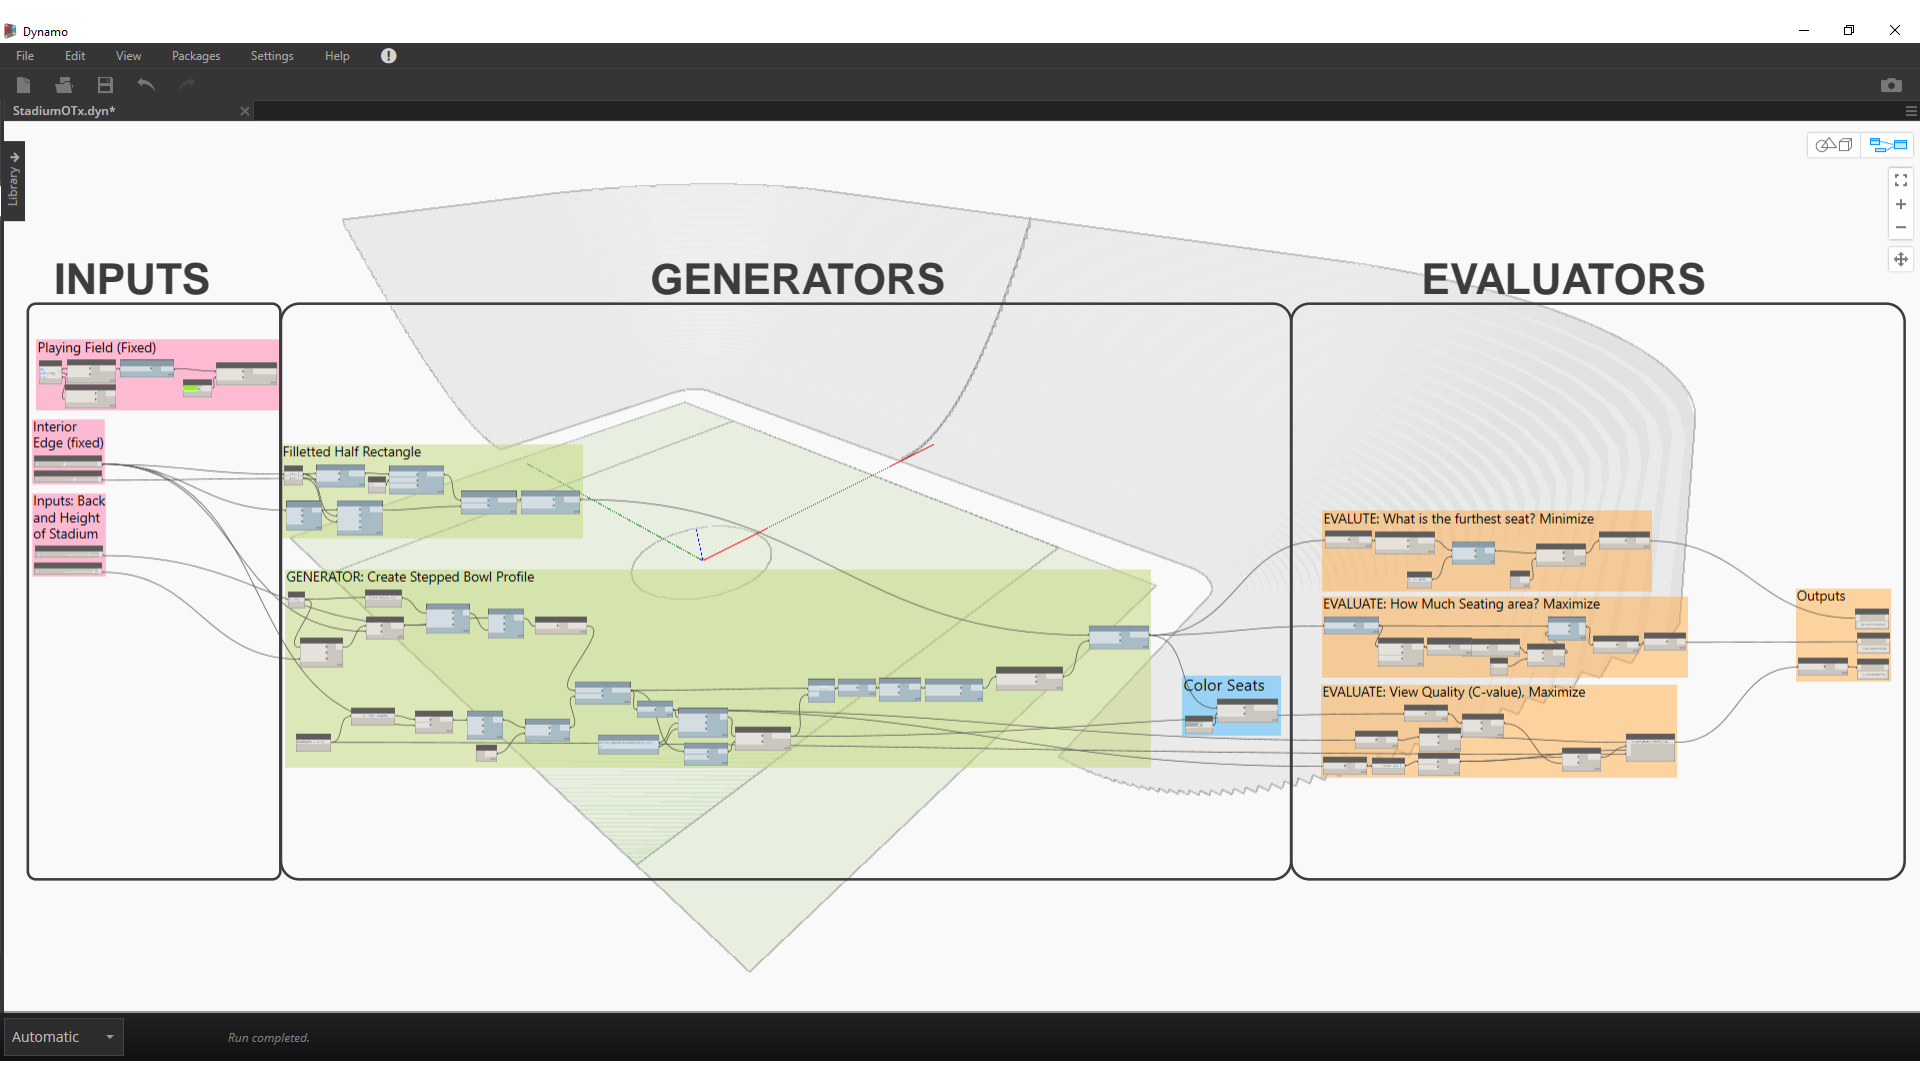 Dynamo
File Edit View Packages Settings Help
StadiumOTx.dyn*
Library
INPUTS
GENERATORS
EVALUATORS
Playing Field (Fixed)
Interior
Edge (fixed)
Inputs: Back
and Height
of Stadium
Filletted Half Rectangle
GENERATOR: Create Stepped Bowl Profile
Color Seats
EVALUTE: What is the furthest seat? Minimize
EVALUATE: How Much Seating area? Maximize
EVALUATE: View Quality (C-value), Maximize
Outputs
Automatic
Run completed.